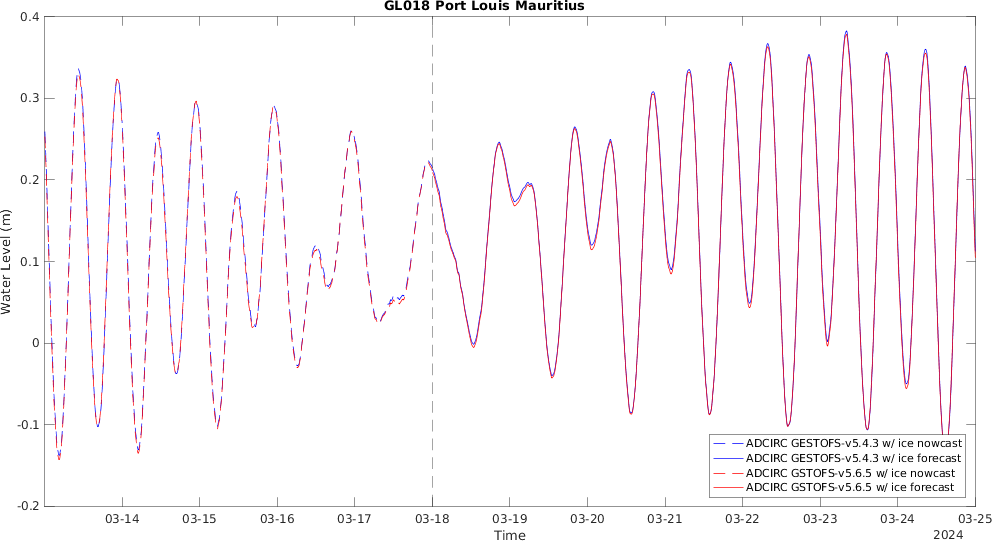 GL018 Port Louis Mauritius
0.4
0.3
0.2
0.1
0
-0.1
-0.2
Water Level (m)
03-14 03-15 03-16 03-17 03-18 03-19 03-20 03-21 03-22 03-23 03-24 03-25
Time
2024
ADCIRC GESTOFS-v5.4.3 w/ ice nowcast
ADCIRC GESTOFS-v5.4.3 w/ ice forecast
ADCIRC GSTOFS-v5.6.5 w/ ice nowcast
ADCIRC GSTOFS-v5.6.5 w/ ice forecast